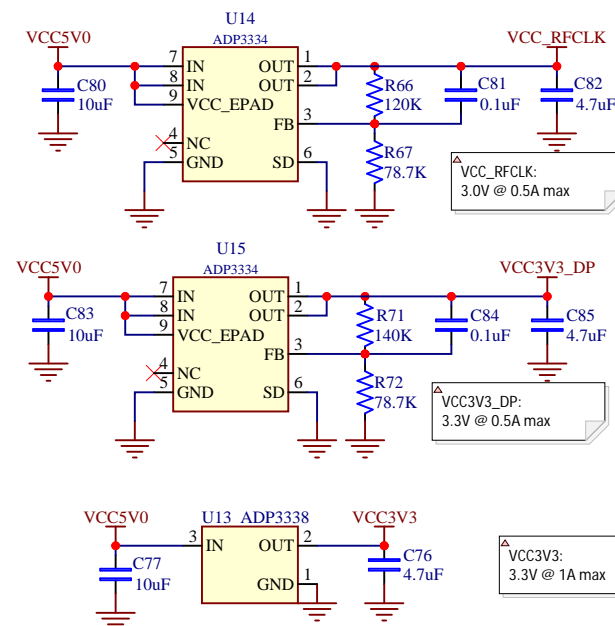 U14
ADP3334
VCC5V0
VCC_RFCLK
7 IN OUT 1
8 IN OUT 2
9 VCC_EPAD
FB 3
4 NC
5 GND SD 6
C80
10uF
R66
120K
C81
0.1uF
C82
4.7uF
R67
78.7K
VCC_RFCLK:
3.0V @ 0.5A max
U15
ADP3334
VCC5V0
VCC3V3_DP
7 IN OUT 1
8 IN OUT 2
9 VCC_EPAD
FB 3
4 NC
5 GND SD 6
C83
10uF
R71
140K
C84
0.1uF
C85
4.7uF
R72
78.7K
VCC3V3_DP:
3.3V @ 0.5A max
VCC5V0
U13 ADP3338
VCC3V3
3 IN OUT 2
GND 1
C77
10uF
C76
4.7uF
VCC3V3:
3.3V @ 1A max